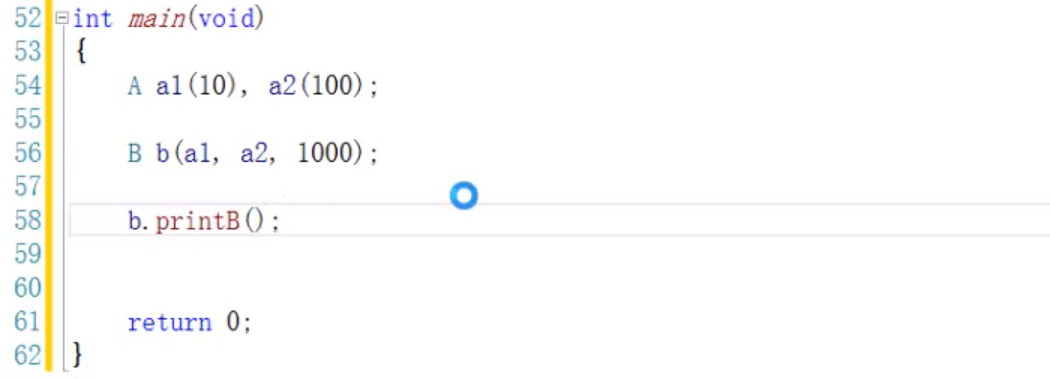 52 int main(void)
53 {
54 A a1(10), a2(100);
55
56 B b(a1, a2, 1000);
57
58 b.printB();
59
60
61 return 0;
62 }